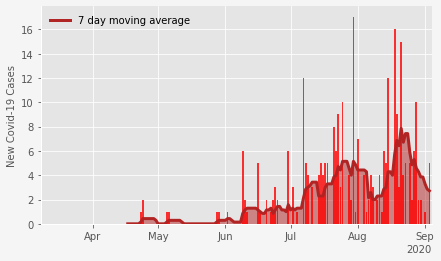 7 day moving average
New Covid-19 Cases
16
14
12
10
8
6
4
2
0
Apr
May
Jun
Jul
Aug
Sep
2020